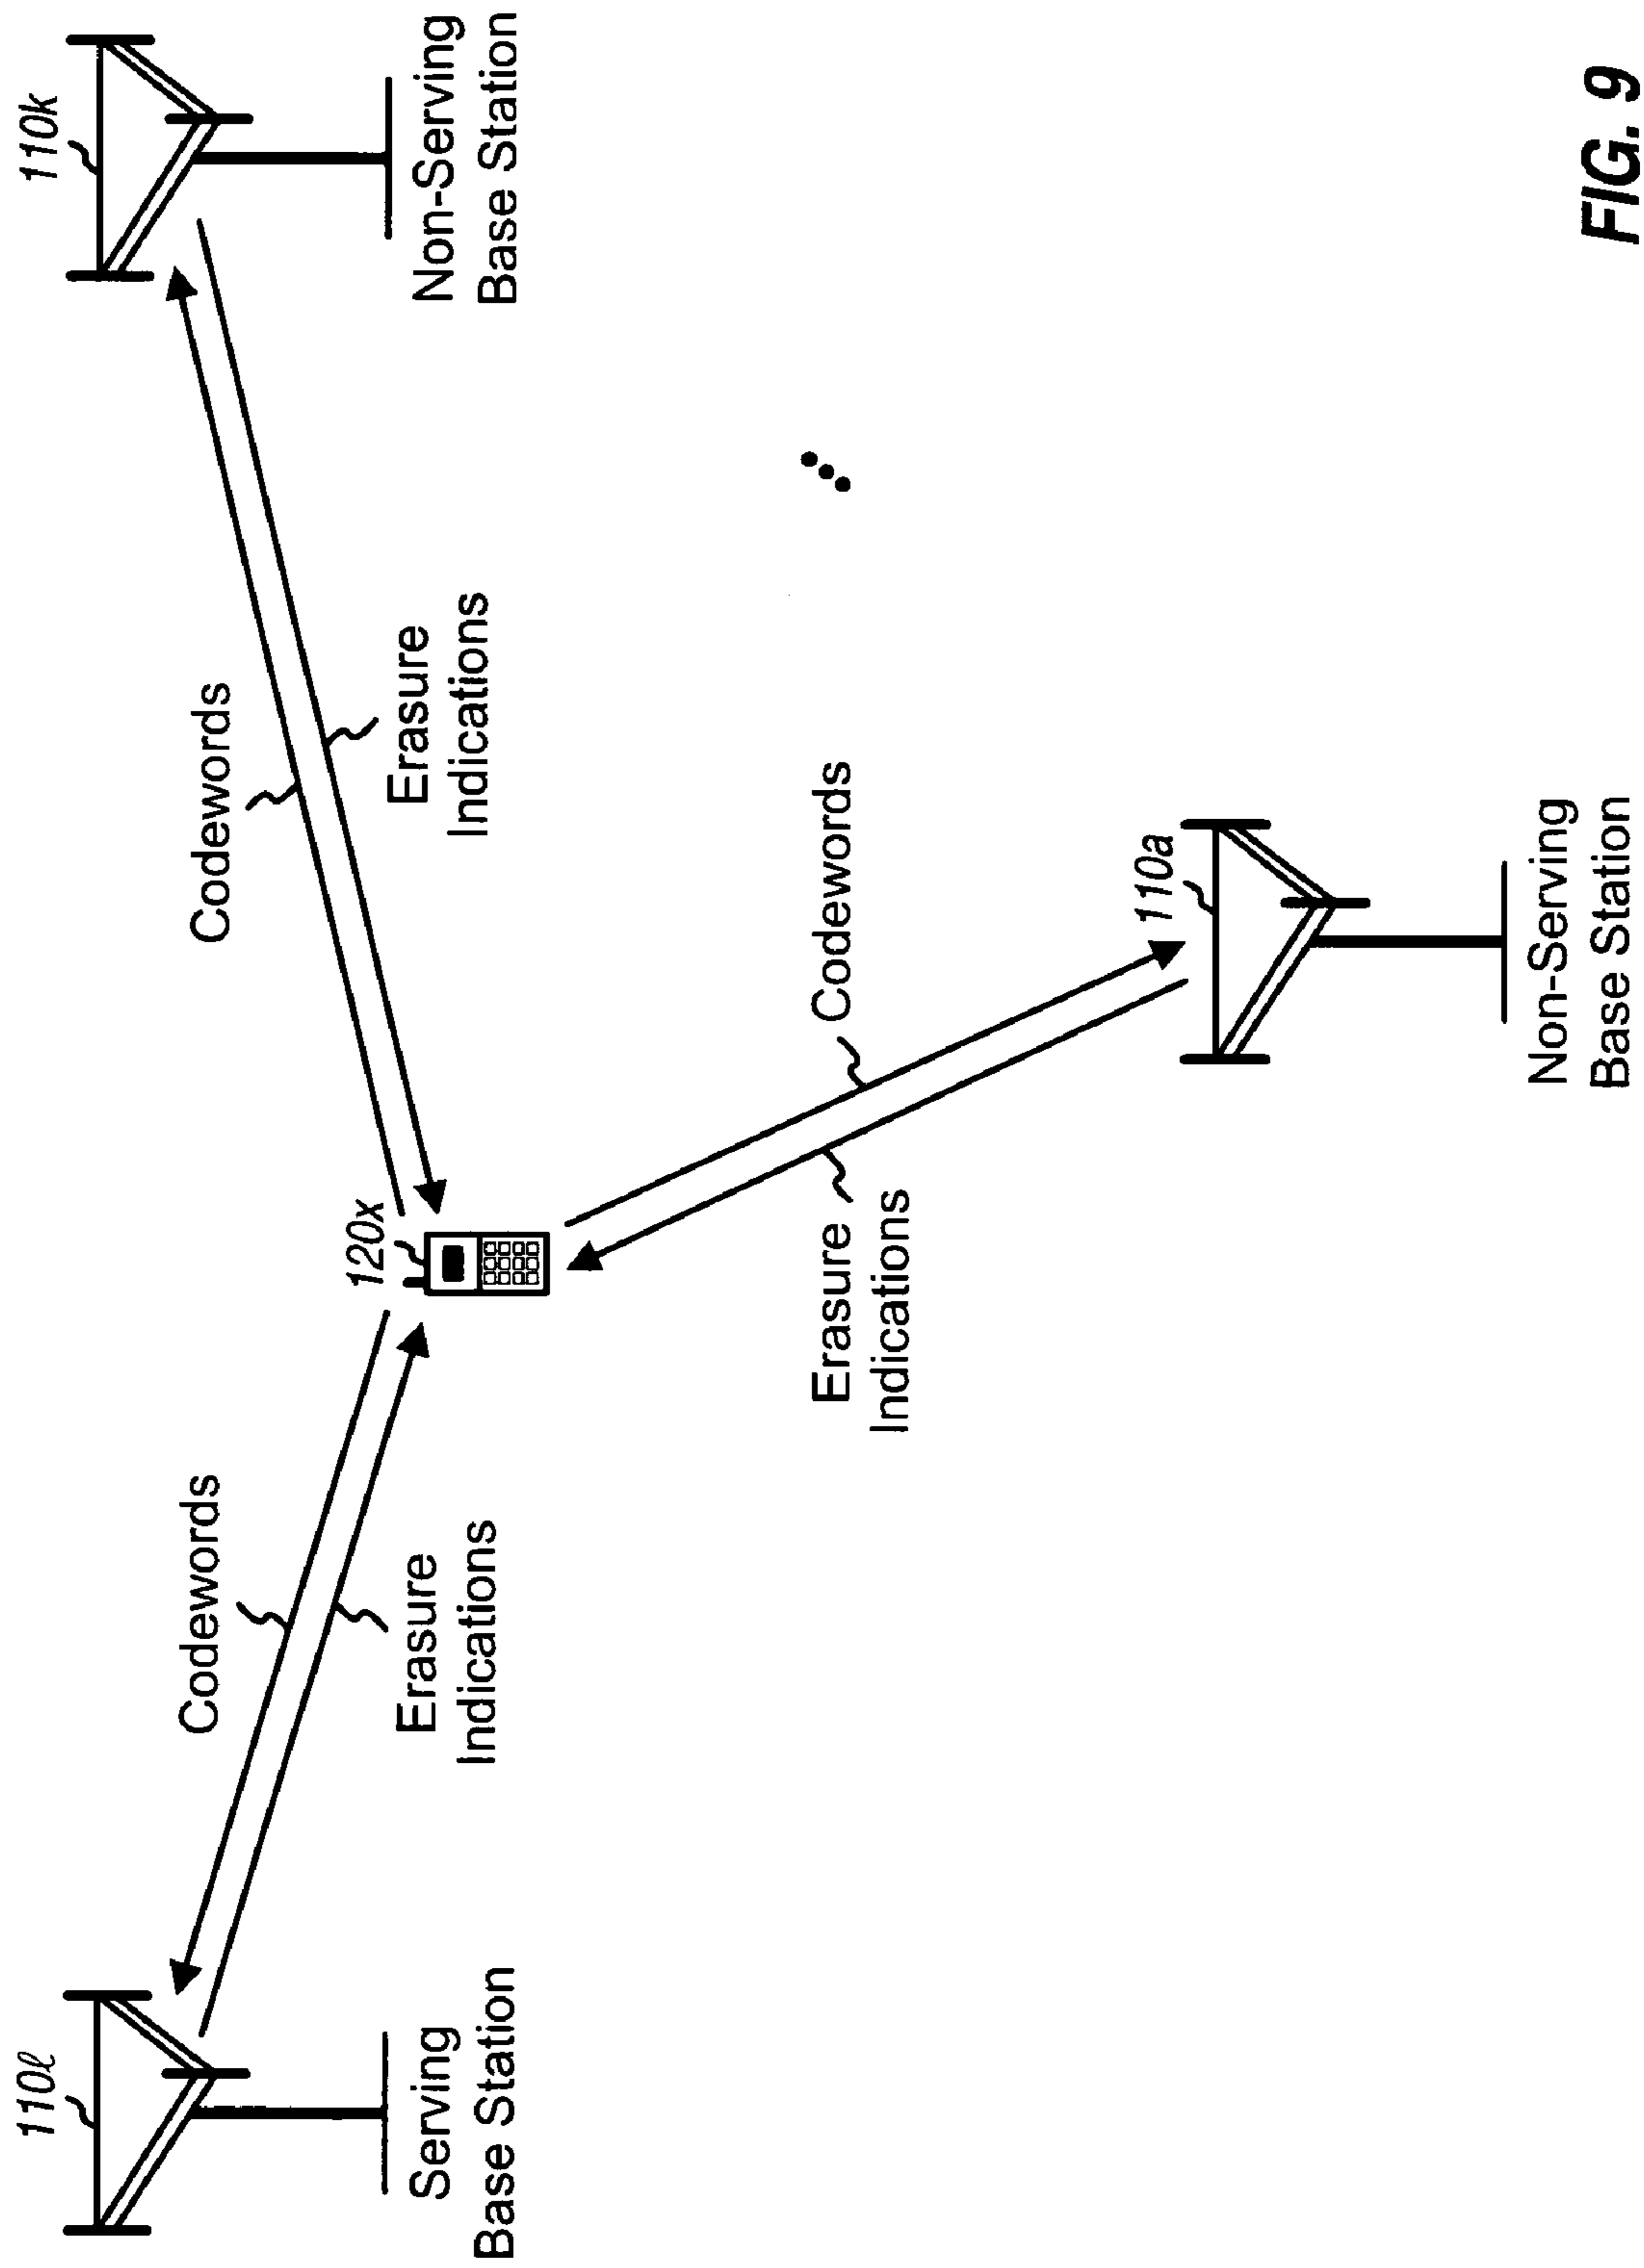 110ℓ
Serving
Base Station
Codewords
Erasure
Indications
120x
Codewords
Erasure
Indications
110k
Non-Serving
Base Station
Erasure
Indications
Codewords
110a
Non-Serving
Base Station
FIG. 9